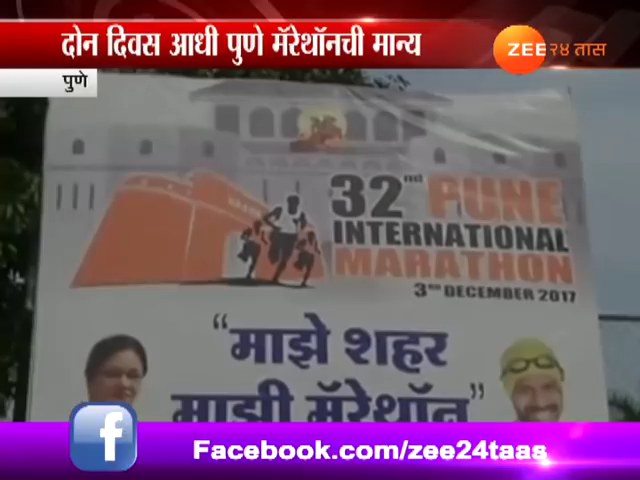 दोन दिवस आधी पुणे मॅरेथॉनची मान्य
ZEE २४ तास
पुणे
32nd PUNE
INTERNATIONAL
MARATHON
3RD DECEMBER 2017
“माझे शहर
माझी मॅरेथॉन”
f
Facebook.com/zee24taas